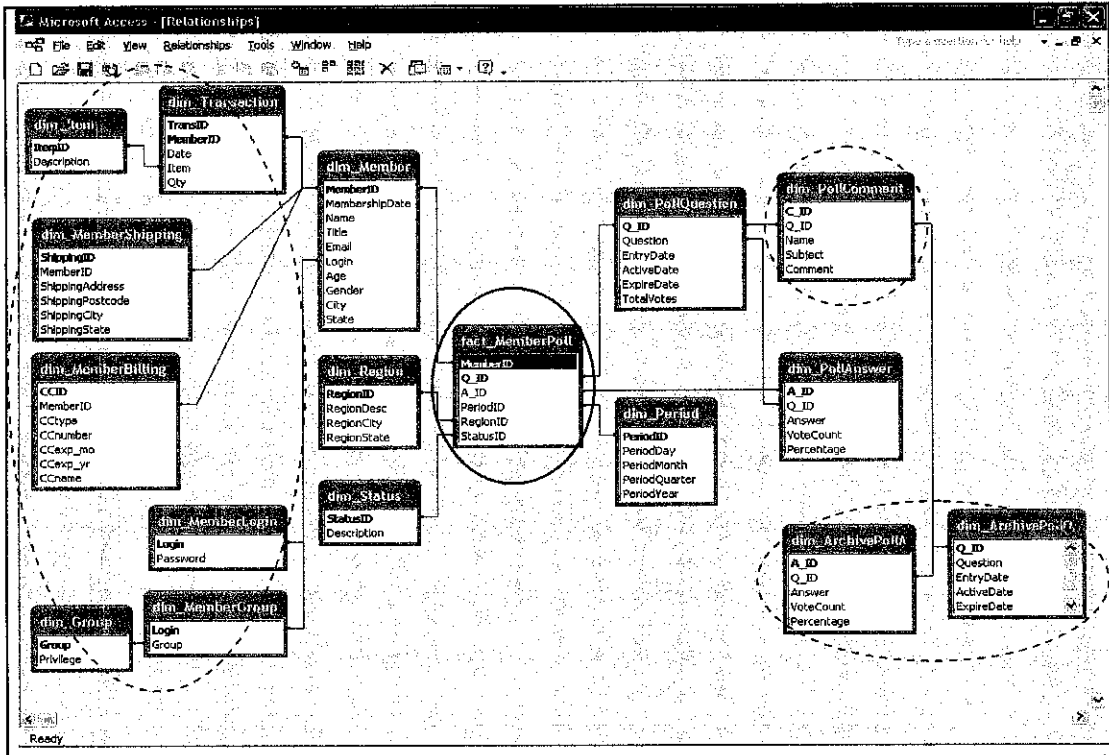 Microsoft Access - [Relationships]
File Edit View Relationships Tools Window Help
Type a question for help
dim_Item
ItemID
Description
dim_Transaction
TransID
MemberID
Date
Item
Qty
dim_MemberShipping
ShippingID
MemberID
ShippingAddress
ShippingPostcode
ShippingCity
ShippingState
dim_MemberBilling
CCID
MemberID
CCtype
CCnumber
CCexp_mo
CCexp_yr
CCname
dim_MemberLogin
Login
Password
dim_Group
Group
Privilege
dim_MemberGroup
Login
Group
dim_Member
MemberID
MembershipDate
Name
Title
Email
Login
Age
Gender
City
State
dim_Region
RegionID
RegionDesc
RegionCity
RegionState
dim_Status
StatusID
Description
fact_MemberPoll
MemberID
Q_ID
A_ID
PeriodID
RegionID
StatusID
dim_PollQuestion
Q_ID
Question
EntryDate
ActiveDate
ExpireDate
TotalVotes
dim_Period
PeriodID
PeriodDay
PeriodMonth
PeriodQuarter
PeriodYear
dim_PollComment
C_ID
Q_ID
Name
Subject
Comment
dim_PollAnswer
A_ID
Q_ID
Answer
VoteCount
Percentage
dim_ArchivePollA
A_ID
Q_ID
Answer
VoteCount
Percentage
dim_ArchivePollQ
Q_ID
Question
EntryDate
ActiveDate
ExpireDate
Ready